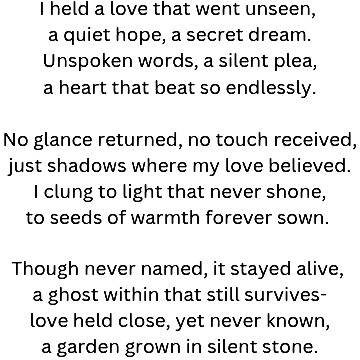 I held a love that went unseen,
a quiet hope, a secret dream.
Unspoken words, a silent plea,
a heart that beat so endlessly.

No glance returned, no touch received,
just shadows where my love believed.
I clung to light that never shone,
to seeds of warmth forever sown.

Though never named, it stayed alive,
a ghost within that still survives-
love held close, yet never known,
a garden grown in silent stone.